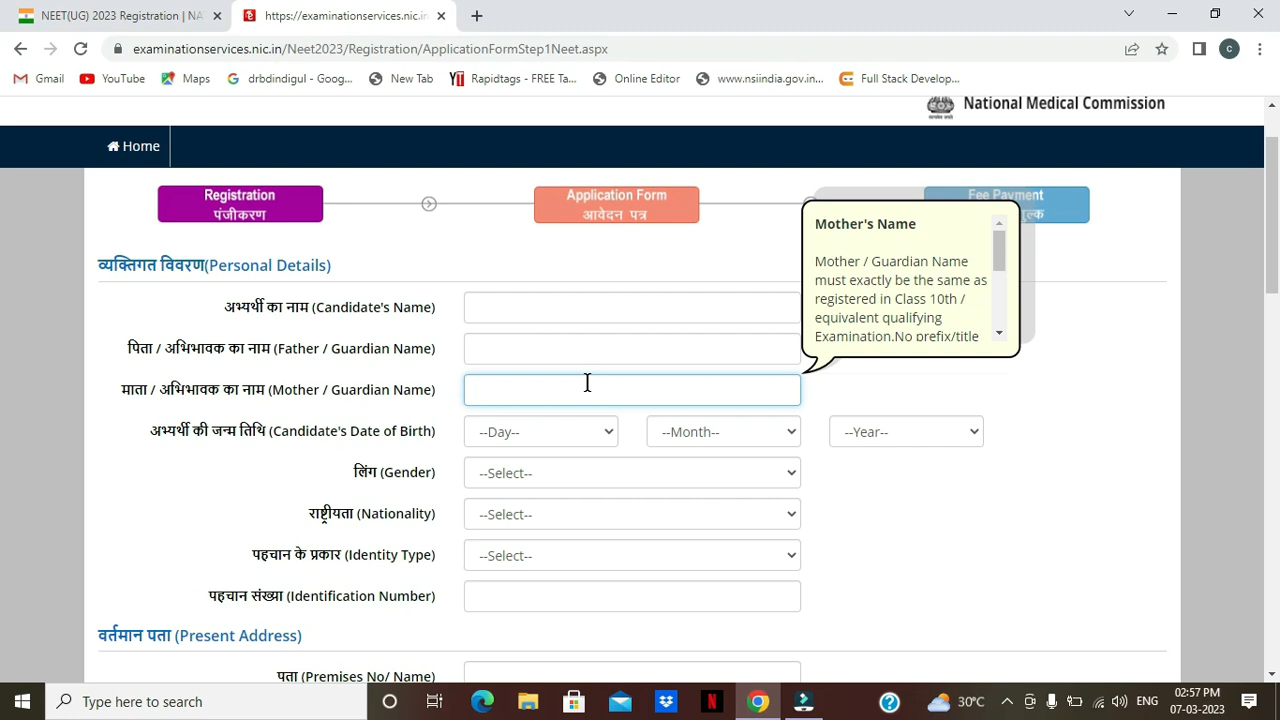 NEET(UG) 2023 Registration | NA
https://examinationservices.nic.in
examinationservices.nic.in/Neet2023/Registration/ApplicationFormStep1Neet.aspx
C
Gmail YouTube Maps drbdindigul - Goog... New Tab Rapidtags - FREE Ta... Online Editor www.nsiindia.gov.in... Full Stack Develop...
National Medical Commission
Home
Registration
पंजीकरण
Application Form
आवेदन पत्र
Fee Payment
शुल्क
Mother's Name
Mother / Guardian Name
must exactly be the same as
registered in Class 10th /
equivalent qualifying
Examination.No prefix/title
व्यक्तिगत विवरण(Personal Details)
अभ्यर्थी का नाम (Candidate's Name)
पिता / अभिभावक का नाम (Father / Guardian Name)
माता / अभिभावक का नाम (Mother / Guardian Name)
अभ्यर्थी की जन्म तिथि (Candidate's Date of Birth) --Day-- --Month-- --Year--
लिंग (Gender) --Select--
राष्ट्रीयता (Nationality) --Select--
पहचान के प्रकार (Identity Type) --Select--
पहचान संख्या (Identification Number)
वर्तमान पता (Present Address)
पता (Premises No/ Name)
Type here to search
30°C
ENG
02:57 PM
07-03-2023